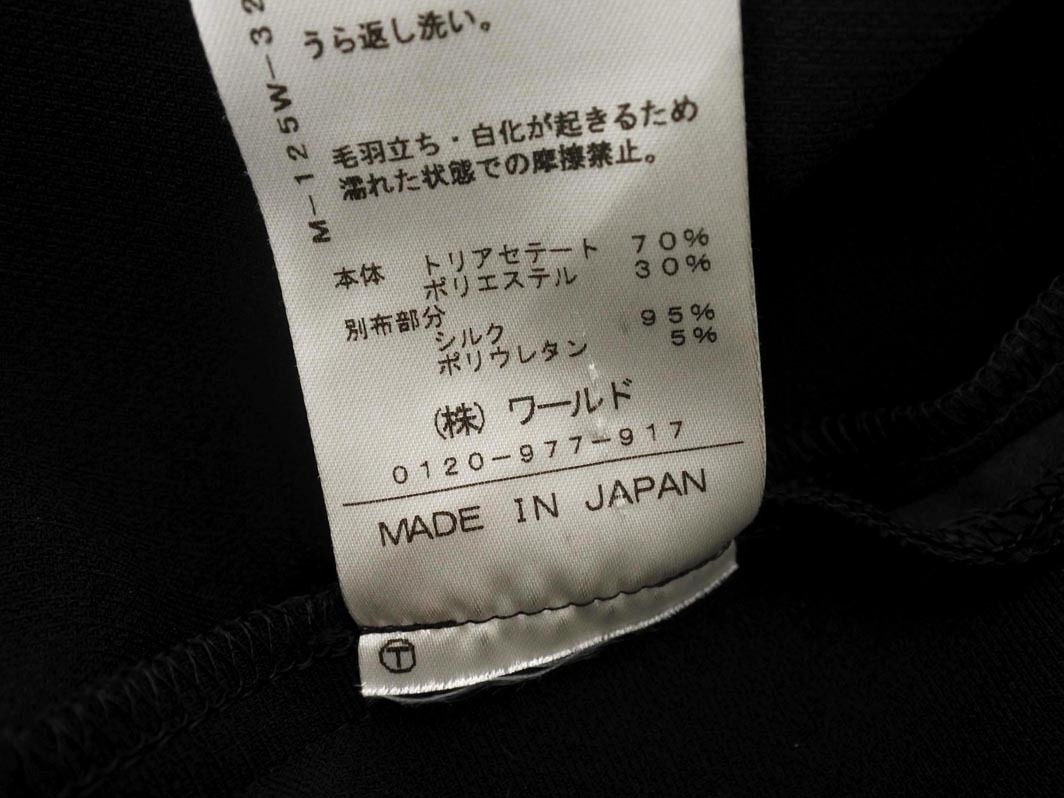 うら返し洗い。
毛羽立ち・白化が起きるため
濡れた状態での摩擦禁止。
本体 トリアセテート 70%
ポリエステル 30%
別布部分
シルク 95%
ポリウレタン 5%
(株) ワールド
0120-977-917
MADE IN JAPAN
T
M-125W-32